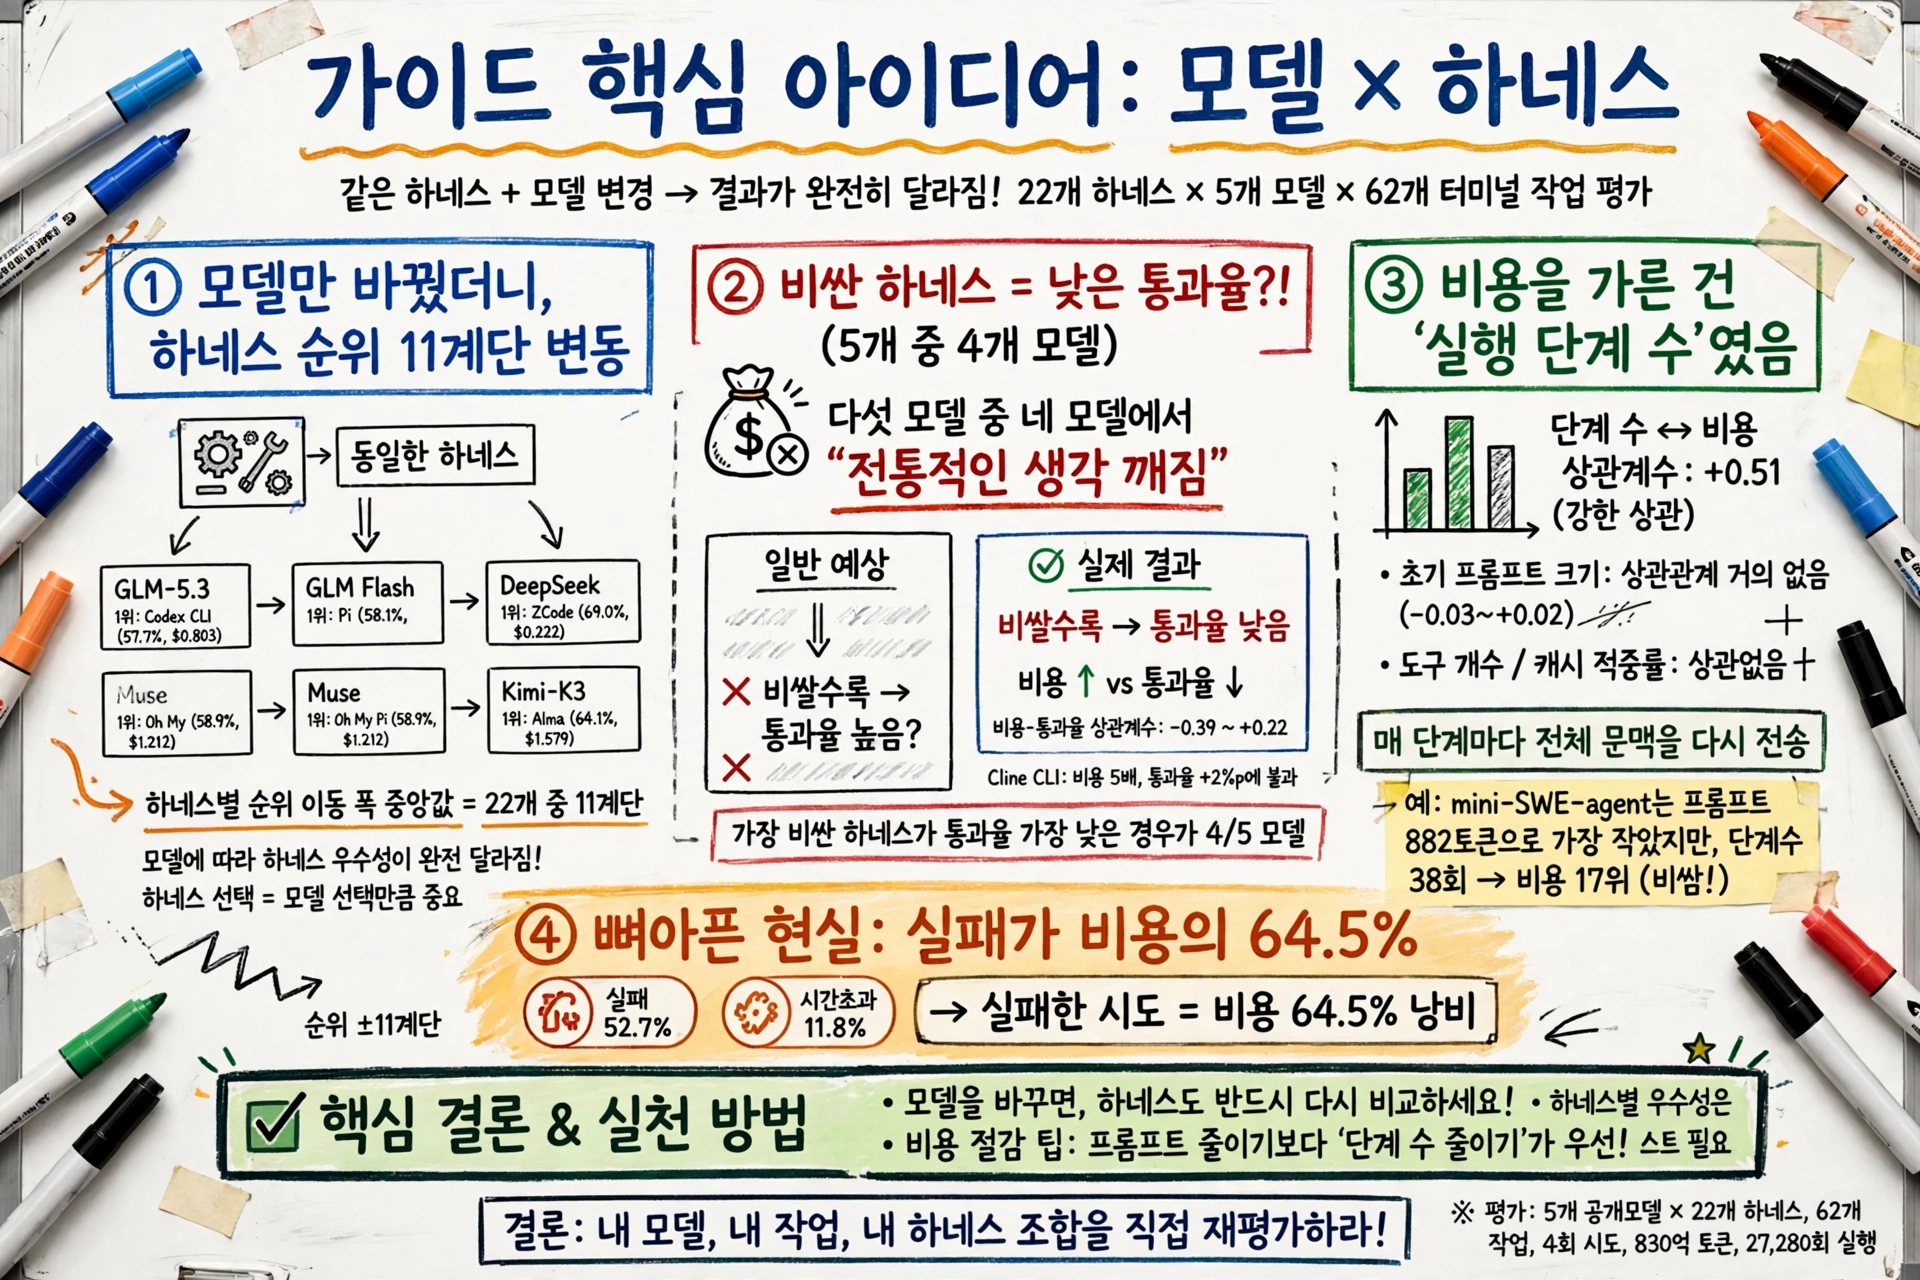 가이드 핵심 아이디어: 모델 × 하네스
같은 하네스 + 모델 변경 → 결과가 완전히 달라짐! 22개 하네스 × 5개 모델 × 62개 터미널 작업 평가
① 모델만 바꿨더니,
하네스 순위 11계단 변동
동일한 하네스
GLM-5.3
1위: Codex CLI
(57.7%, $0.803)
GLM Flash
1위: Pi (58.1%,
DeepSeek
1위: ZCode (69.0%,
$0.222)
Muse
1위: Oh My (58.9%,
$1.212)
Muse
1위: Oh My Pi (58.9%,
$1.212)
Kimi-K3
1위: Alma (64.1%,
$1.579)
하네스별 순위 이동 폭 중앙값 = 22개 중 11계단
모델에 따라 하네스 우수성이 완전 달라짐!
하네스 선택 = 모델 선택만큼 중요
순위 ±11계단
② 비싼 하네스 = 낮은 통과율?!
(5개 중 4개 모델)
$
다섯 모델 중 네 모델에서
“전통적인 생각 깨짐”
일반 예상
비쌀수록 →
통과율 높음?
실제 결과
비쌀수록 → 통과율 낮음
비용 ↑ vs 통과율 ↓
비용-통과율 상관계수: -0.39 ~ +0.22
Cline CLI: 비용 5배, 통과율 +2%p에 불과
가장 비싼 하네스가 통과율 가장 낮은 경우가 4/5 모델
③ 비용을 가른 건
‘실행 단계 수’였음
단계 수 ↔ 비용
상관계수: +0.51
(강한 상관)
• 초기 프롬프트 크기: 상관관계 거의 없음
(-0.03~+0.02)
• 도구 개수 / 캐시 적중률: 상관없음
매 단계마다 전체 문맥을 다시 전송
예: mini-SWE-agent는 프롬프트
882토큰으로 가장 작았지만, 단계수
38회 → 비용 17위 (비쌈!)
④ 뼈아픈 현실: 실패가 비용의 64.5%
실패
52.7%
시간초과
11.8%
→ 실패한 시도 = 비용 64.5% 낭비
핵심 결론 & 실천 방법
• 모델을 바꾸면, 하네스도 반드시 다시 비교하세요! • 하네스별 우수성은
• 비용 절감 팁: 프롬프트 줄이기보다 ‘단계 수 줄이기’가 우선! 스트 필요
결론: 내 모델, 내 작업, 내 하네스 조합을 직접 재평가하라!
※ 평가: 5개 공개모델 × 22개 하네스, 62개
작업, 4회 시도, 830억 토큰, 27,280회 실행